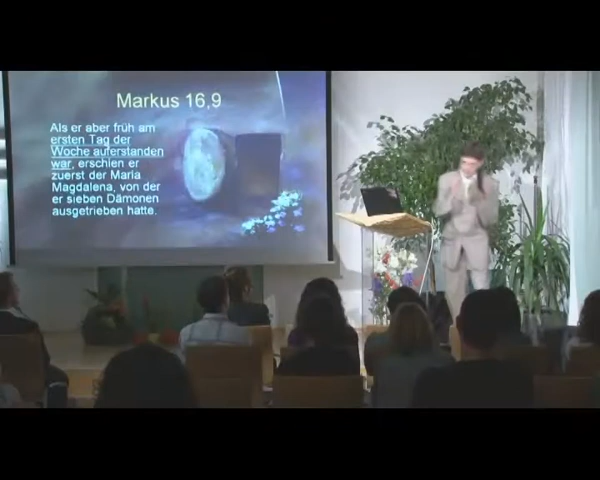 Markus 16,9
Als er aber früh am
ersten Tag der
Woche auferstanden
war, erschien er
zuerst der Maria
Magdalena, von der
er sieben Dämonen
ausgetrieben hatte.